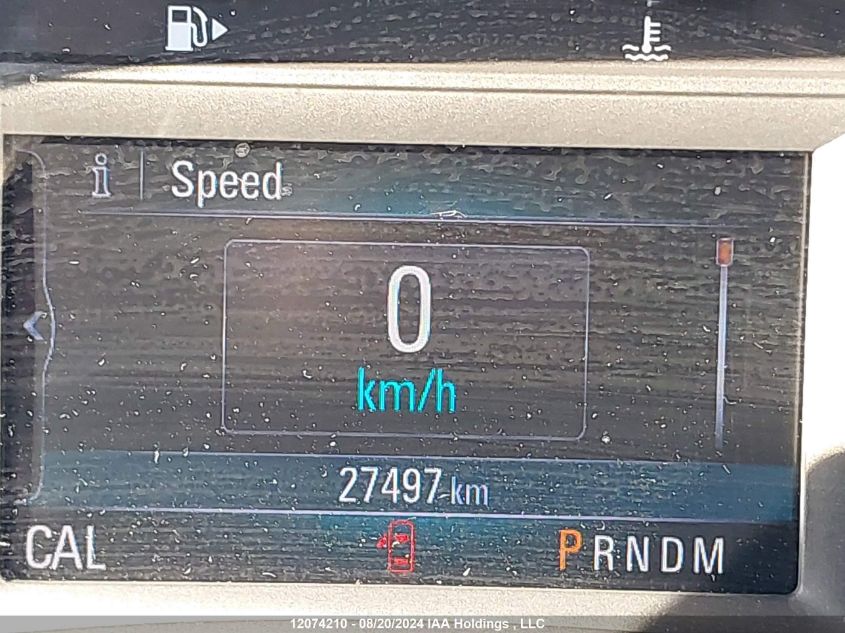 i Speed
0
km/h
27497 km
CAL PRNDM
12074210 - 08/20/2024 IAA Holdings , LLC